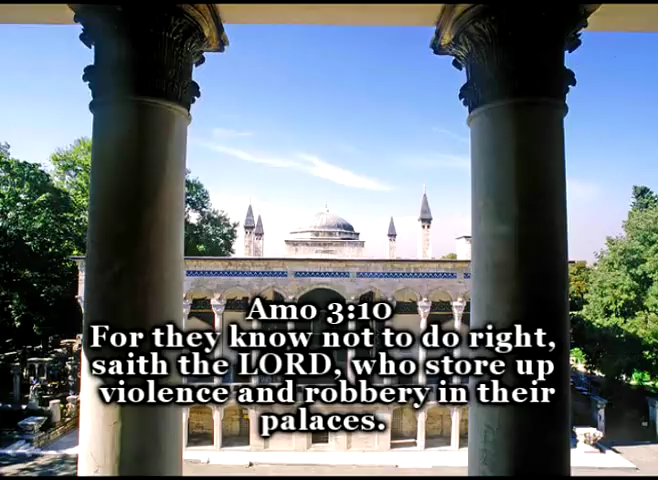 Amo 3:10
For they know not to do right,
saith the LORD, who store up
violence and robbery in their
palaces.